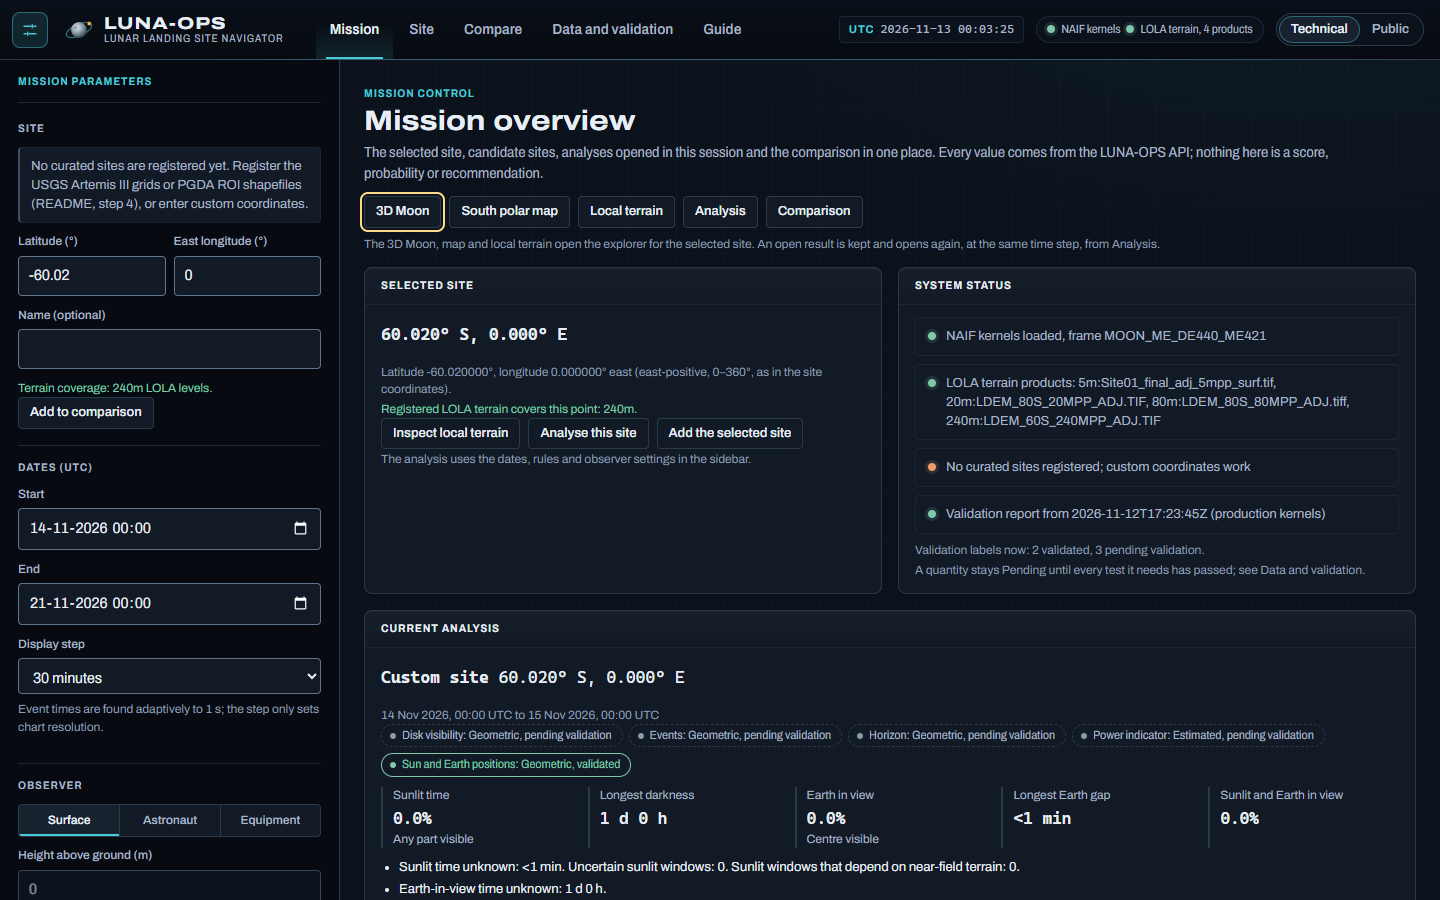 LUNA-OPS
LUNAR LANDING SITE NAVIGATOR
Mission
Site
Compare
Data and validation
Guide
UTC 2026-11-13 00:03:25
NAIF kernels
LOLA terrain, 4 products
Technical
Public
MISSION PARAMETERS
SITE
No curated sites are registered yet. Register the
USGS Artemis III grids or PGDA ROI shapefiles
(README, step 4), or enter custom coordinates.
Latitude (°)
East longitude (°)
-60.02
0
Name (optional)
Terrain coverage: 240m LOLA levels.
Add to comparison
DATES (UTC)
Start
14-11-2026 00:00
End
21-11-2026 00:00
Display step
30 minutes
Event times are found adaptively to 1 s; the step only sets
chart resolution.
OBSERVER
Surface
Astronaut
Equipment
Height above ground (m)
0
MISSION CONTROL
Mission overview
The selected site, candidate sites, analyses opened in this session and the comparison in one place. Every value comes from the LUNA-OPS API; nothing here is a score,
probability or recommendation.
3D Moon
South polar map
Local terrain
Analysis
Comparison
The 3D Moon, map and local terrain open the explorer for the selected site. An open result is kept and opens again, at the same time step, from Analysis.
SELECTED SITE
60.020° S, 0.000° E
Latitude -60.020000°, longitude 0.000000° east (east-positive, 0–360°, as in the site
coordinates).
Registered LOLA terrain covers this point: 240m.
Inspect local terrain
Analyse this site
Add the selected site
The analysis uses the dates, rules and observer settings in the sidebar.
SYSTEM STATUS
NAIF kernels loaded, frame MOON_ME_DE440_ME421
LOLA terrain products: 5m:Site01_final_adj_5mpp_surf.tif,
20m:LDEM_80S_20MPP_ADJ.TIF, 80m:LDEM_80S_80MPP_ADJ.tiff,
240m:LDEM_60S_240MPP_ADJ.TIF
No curated sites registered; custom coordinates work
Validation report from 2026-11-12T17:23:45Z (production kernels)
Validation labels now: 2 validated, 3 pending validation.
A quantity stays Pending until every test it needs has passed; see Data and validation.
CURRENT ANALYSIS
Custom site 60.020° S, 0.000° E
14 Nov 2026, 00:00 UTC to 15 Nov 2026, 00:00 UTC
Disk visibility: Geometric, pending validation
Events: Geometric, pending validation
Horizon: Geometric, pending validation
Power indicator: Estimated, pending validation
Sun and Earth positions: Geometric, validated
Sunlit time
0.0%
Any part visible
Longest darkness
1 d 0 h
Earth in view
0.0%
Centre visible
Longest Earth gap
<1 min
Sunlit and Earth in view
0.0%
Sunlit time unknown: <1 min. Uncertain sunlit windows: 0. Sunlit windows that depend on near-field terrain: 0.
Earth-in-view time unknown: 1 d 0 h.